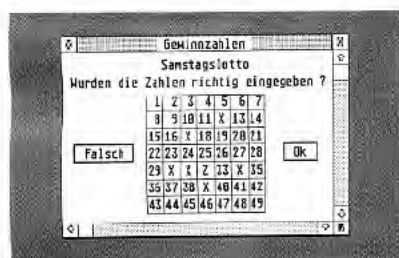 Gewinnzahlen
Samstagslotto
Wurden die Zahlen richtig eingegeben ?
1 2 3 4 5 6 7
8 9 10 11 X 13 14
15 16 X 18 19 20 21
Falsch 22 23 24 25 26 27 28 Ok
29 X X Z 33 X 35
36 37 38 X 40 41 42
43 44 45 46 47 48 49